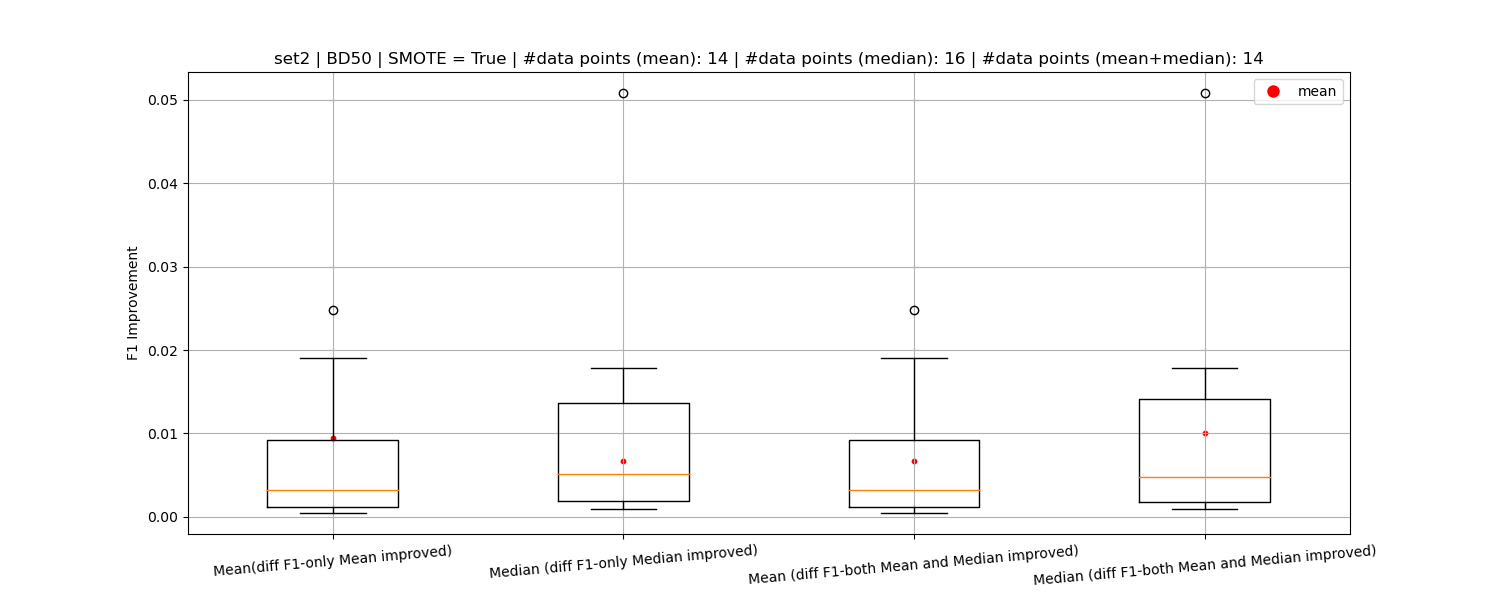 set2 | BD50 | SMOTE = True | #data points (mean): 14 | #data points (median): 16 | #data points (mean+median): 14
mean
0.05
0.04
0.03
0.02
0.01
0.00
F1 Improvement
Mean(diff F1-only Mean improved)
Median (diff F1-only Median improved)
Mean (diff F1-both Mean and Median improved)
Median (diff F1-both Mean and Median improved)